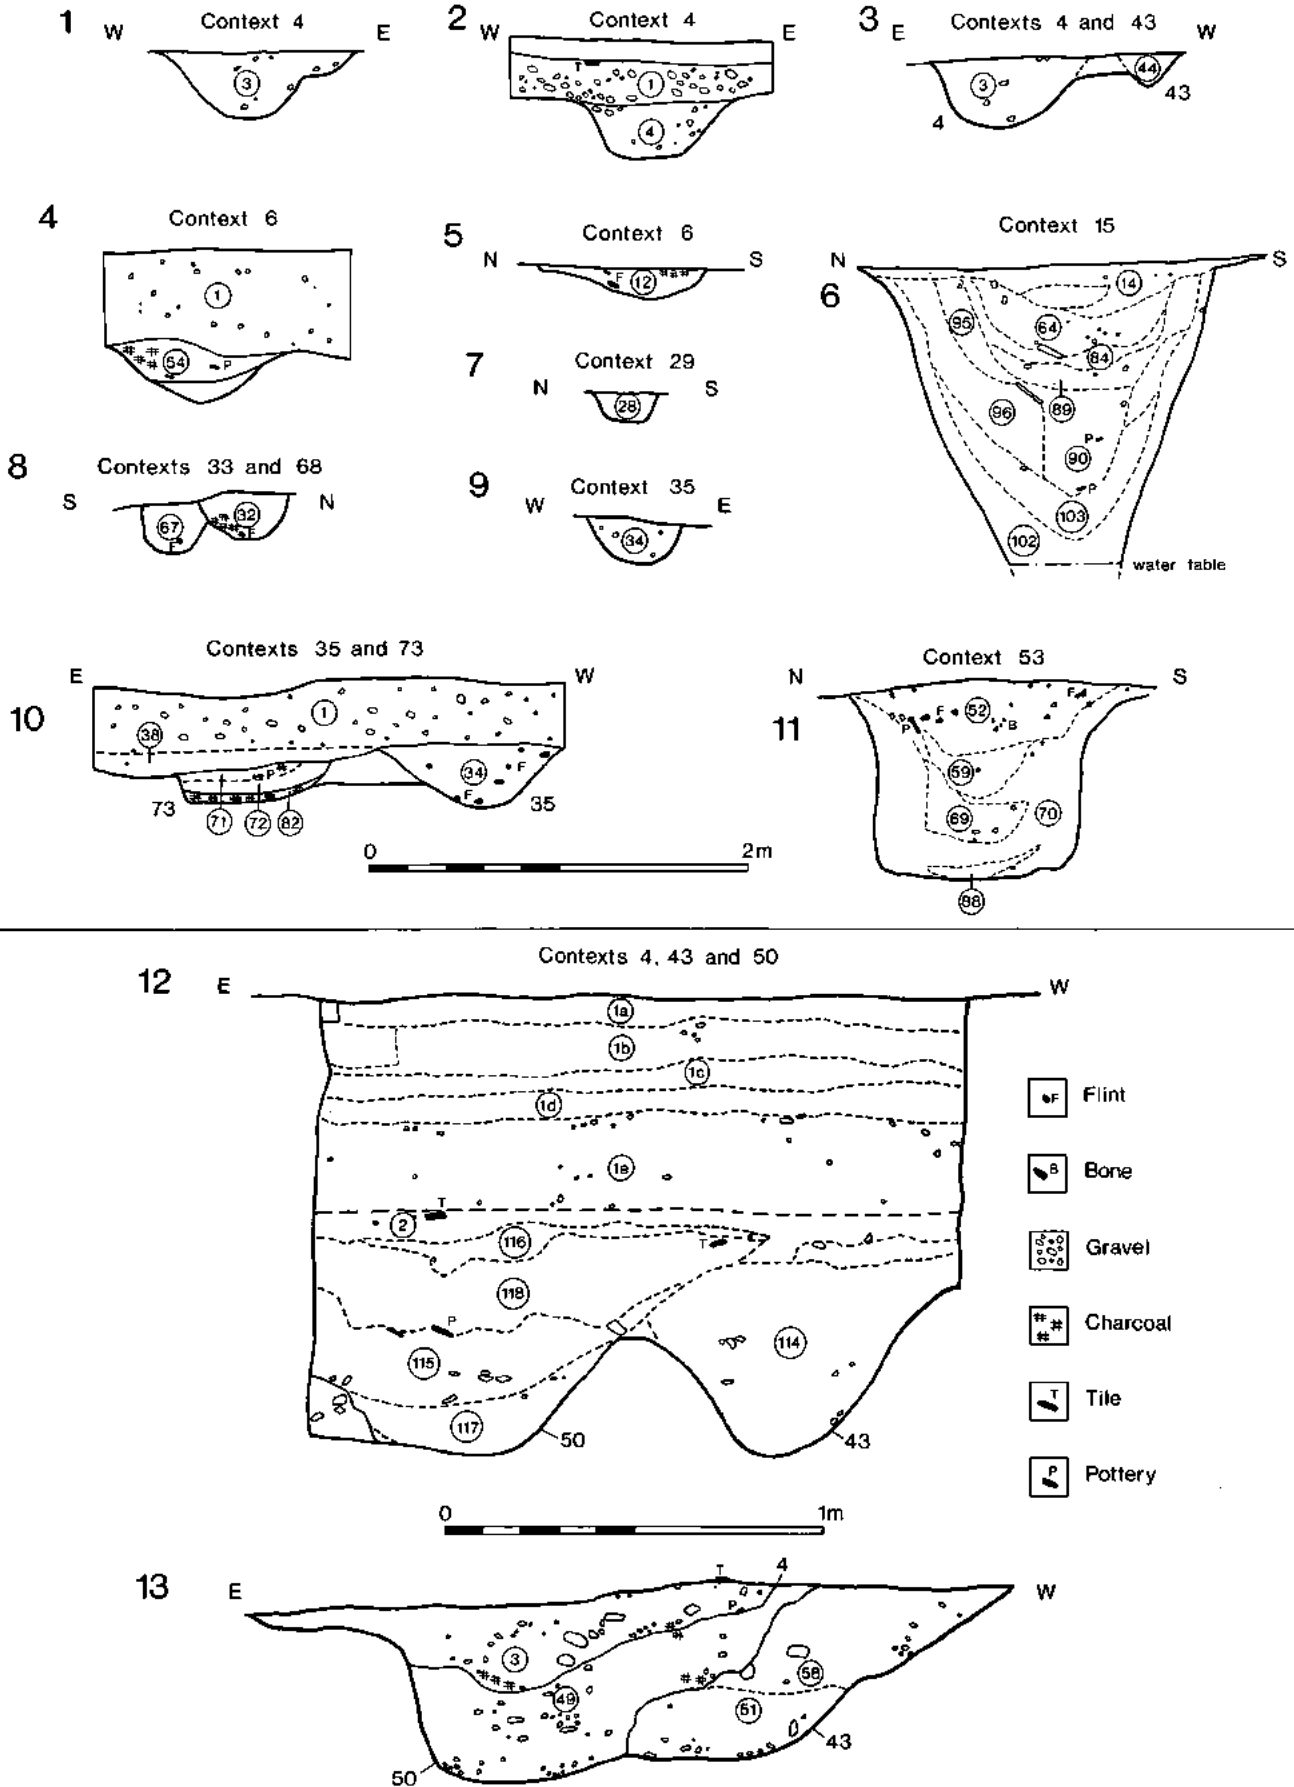 1 W Context 4 E
3
2 W Context 4 E
T
1
4
3 E Contexts 4 and 43 W
3
44
4
43
4 Context 6
1
54
P
5 N Context 6 S
F
12
6 N Context 15 S
14
95
64
84
96
89
P
90
P
103
102
water table
7 N Context 29 S
28
8 S Contexts 33 and 68 N
67
32
F
F
9 W Context 35 E
34
10 E Contexts 35 and 73 W
1
38
P
34
F
F
73
71
72
82
35
0 2m
11 N Context 53 S
52
F
F
P
B
59
69
70
98
12 E Contexts 4, 43 and 50 W
1a
1b
1c
1d
1e
T
2
116
T
118
P
115
114
117
50
43
F Flint
B Bone
Gravel
Charcoal
T Tile
P Pottery
0 1m
13 E T 4 W
P
3
49
58
51
43
50